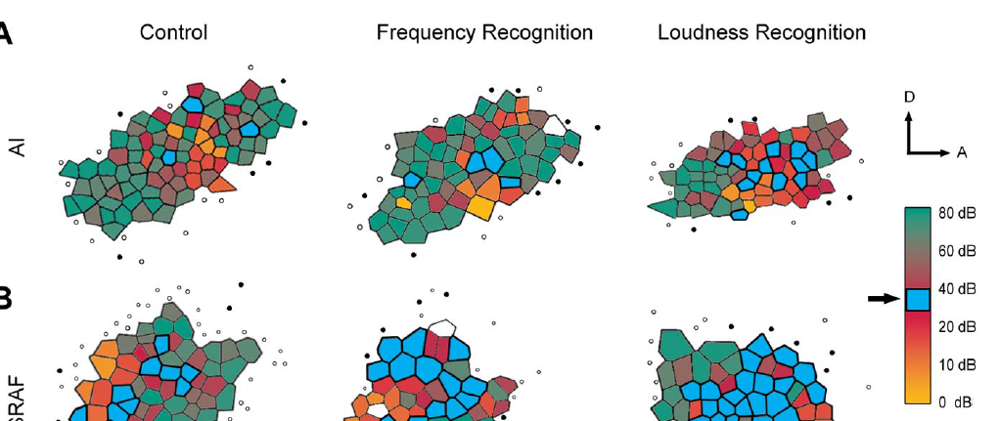 A
Control
Frequency Recognition
Loudness Recognition
AI
D
A
80 dB
60 dB
40 dB
20 dB
10 dB
0 dB
B
SRAF